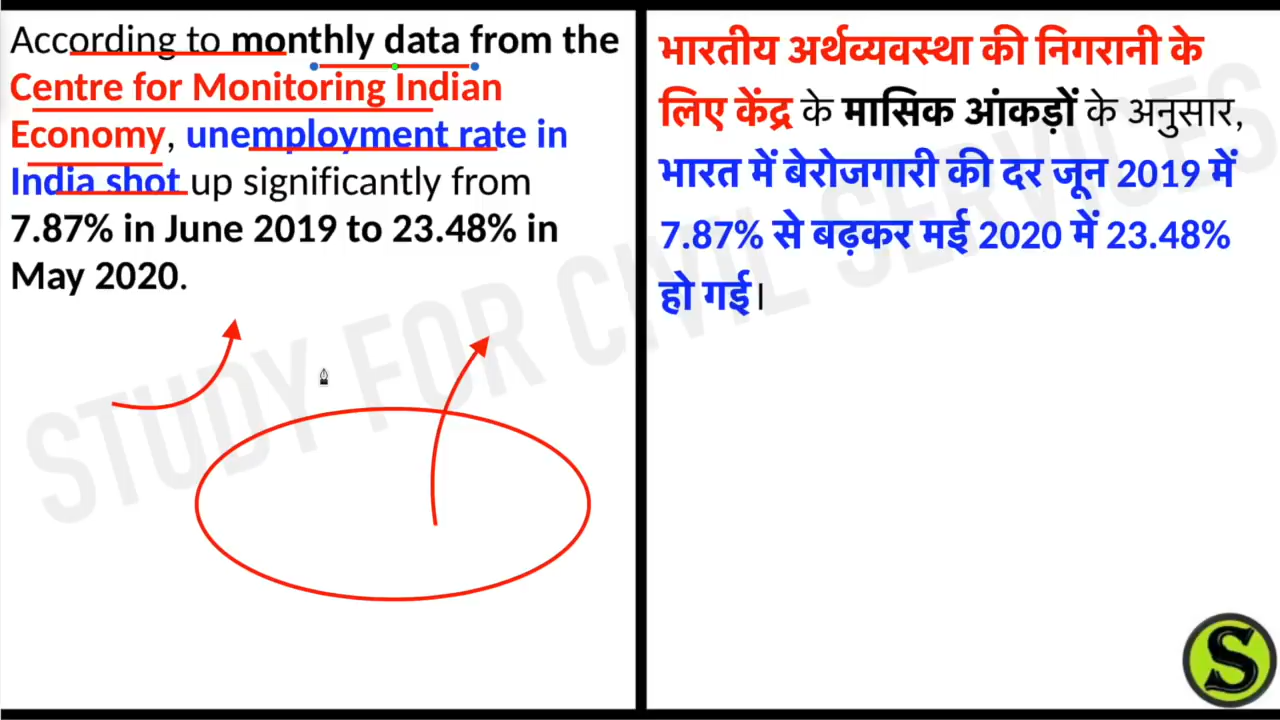 According to monthly data from the
Centre for Monitoring Indian
Economy, unemployment rate in
India shot up significantly from
7.87% in June 2019 to 23.48% in
May 2020.
भारतीय अर्थव्यवस्था की निगरानी के
लिए केंद्र के मासिक आंकड़ों के अनुसार,
भारत में बेरोजगारी की दर जून 2019 में
7.87% से बढ़कर मई 2020 में 23.48%
हो गई।
STUDY FOR CIVIL SERVICES
S